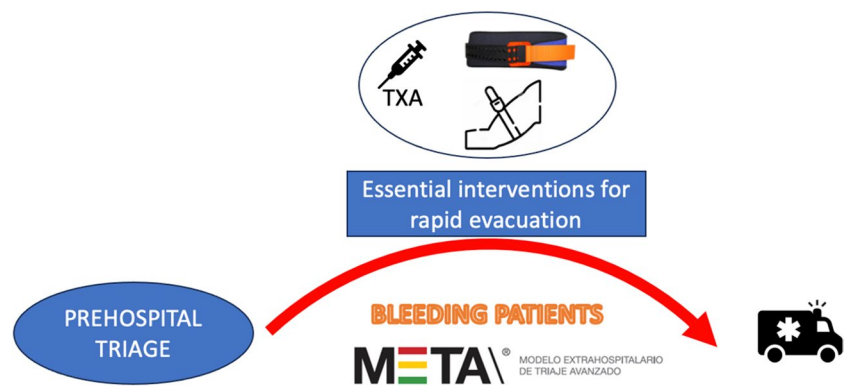 TXA
Essential interventions for
rapid evacuation
PREHOSPITAL
TRIAGE
BLEEDING PATIENTS
META\®
MODELO EXTRAHOSPITALARIO
DE TRIAJE AVANZADO